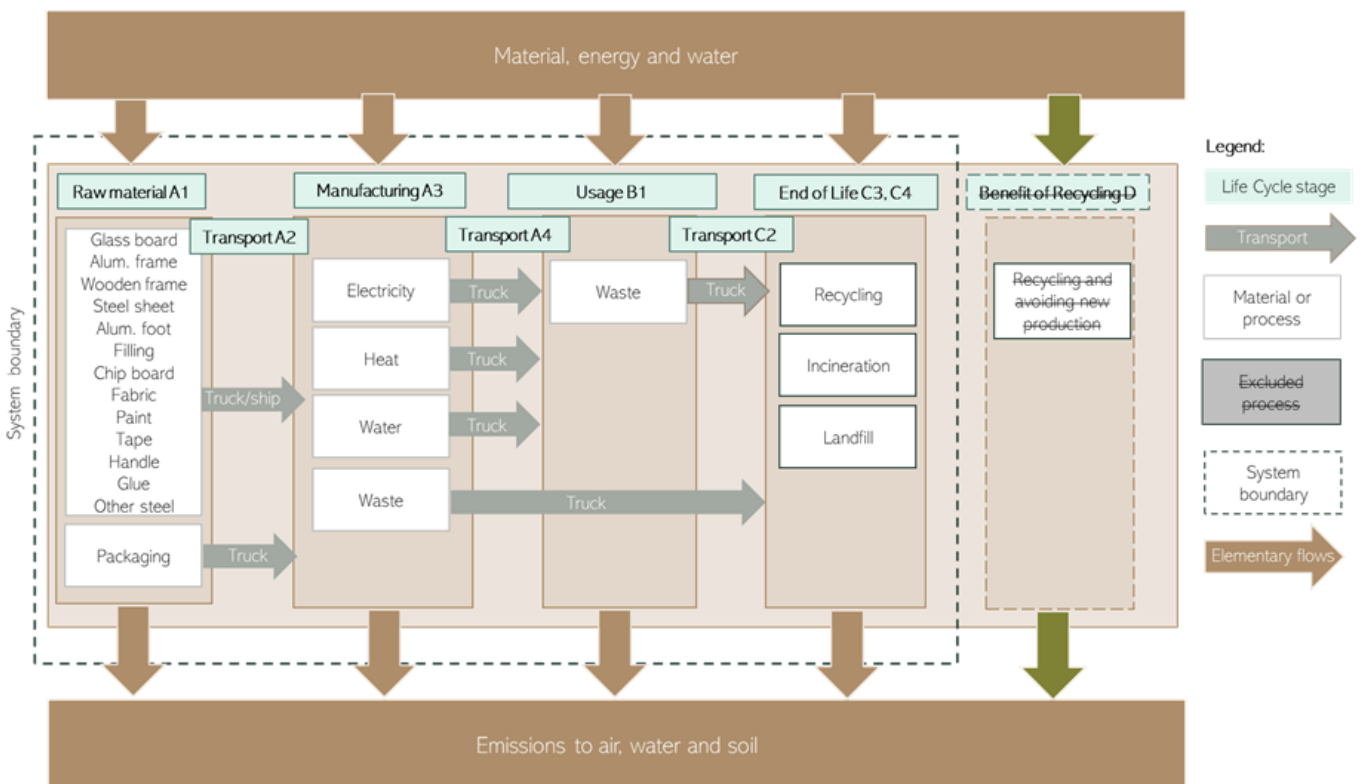 Material, energy and water
System boundary
Raw material A1
Manufacturing A3
Usage B1
End of Life C3, C4
Benefit of Recycling D
Transport A2
Transport A4
Transport C2
Glass board
Alum. frame
Wooden frame
Steel sheet
Alum. foot
Filling
Chip board
Fabric
Paint
Tape
Handle
Glue
Other steel
Packaging
Truck/ship
Truck
Electricity
Heat
Water
Waste
Truck
Truck
Truck
Truck
Waste
Truck
Recycling
Incineration
Landfill
Recycling and
avoiding new
production
Emissions to air, water and soil
Legend:
Life Cycle stage
Transport
Material or
process
Excluded
process
System
boundary
Elementary flows